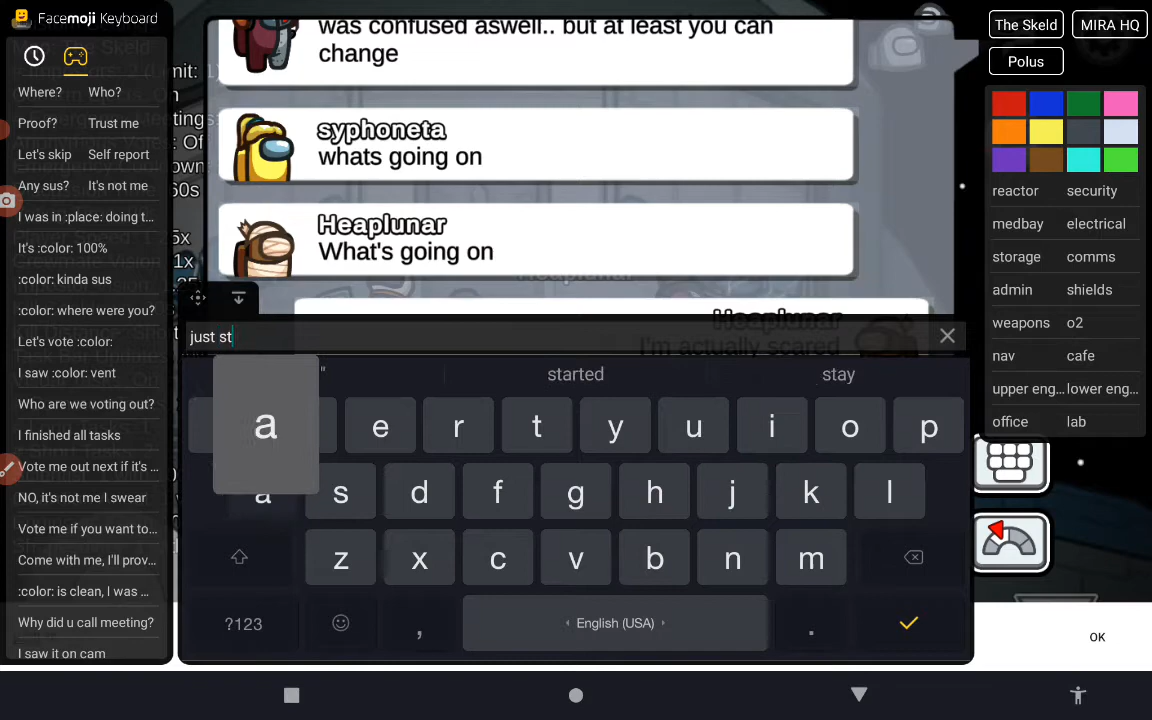 Facemoji Keyboard
Where? Who?
Proof? Trust me
Let's skip Self report
Any sus? It's not me
I was in :place: doing t...
It's :color: 100%
:color: kinda sus
:color: where were you?
Let's vote :color:
I saw :color: vent
Who are we voting out?
I finished all tasks
Vote me out next if it's ...
NO, it's not me I swear
Vote me if you want to...
Come with me, I'll prov...
:color: is clean, I was ...
Why did u call meeting?
I saw it on cam
was confused aswell.. but at least you can
change
syphoneta
whats going on
Heaplunar
What's going on
Heaplunar
I'm actually scared
just st
" started stay
a
e r t y u i o p
a s d f g h j k l
z x c v b n m
?123 , English (USA) .
The Skeld MIRA HQ
Polus
reactor security
medbay electrical
storage comms
admin shields
weapons o2
nav cafe
upper eng... lower eng...
office lab
OK